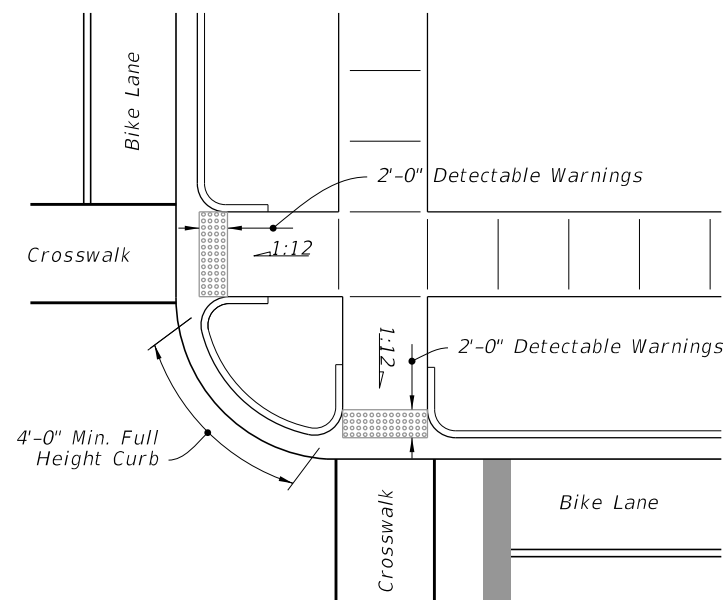 Bike Lane
2'-0" Detectable Warnings
Crosswalk
1:12
1:12
2'-0" Detectable Warnings
4'-0" Min. Full
Height Curb
Bike Lane
Crosswalk